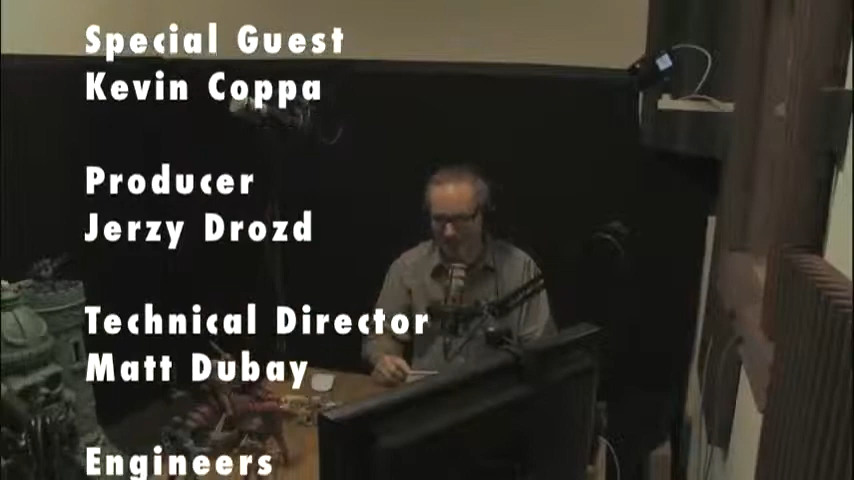 Special Guest
Kevin Coppa
Producer
Jerzy Drozd
Technical Director
Matt Dubay
Engineers